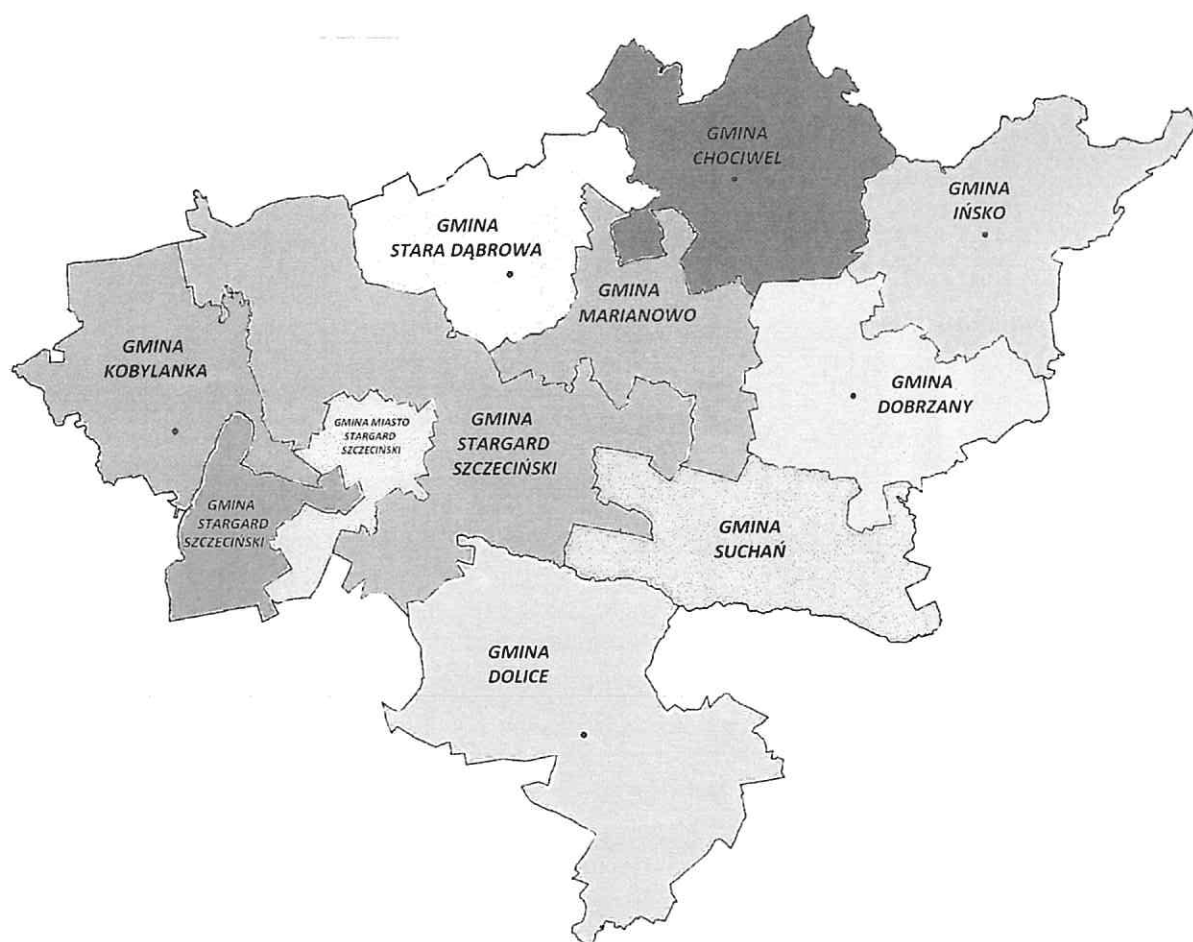 GMINA
CHOCIWEL
GMINA
IŃSKO
GMINA
STARA DĄBROWA
GMINA
MARIANOWO
GMINA
KOBYLANKA
GMINA
DOBRZANY
GMINA MIASTO
STARGARD
SZCZECIŃSKI
GMINA
STARGARD
SZCZECIŃSKI
GMINA
STARGARD
SZCZECIŃSKI
GMINA
SUCHAŃ
GMINA
DOLICE